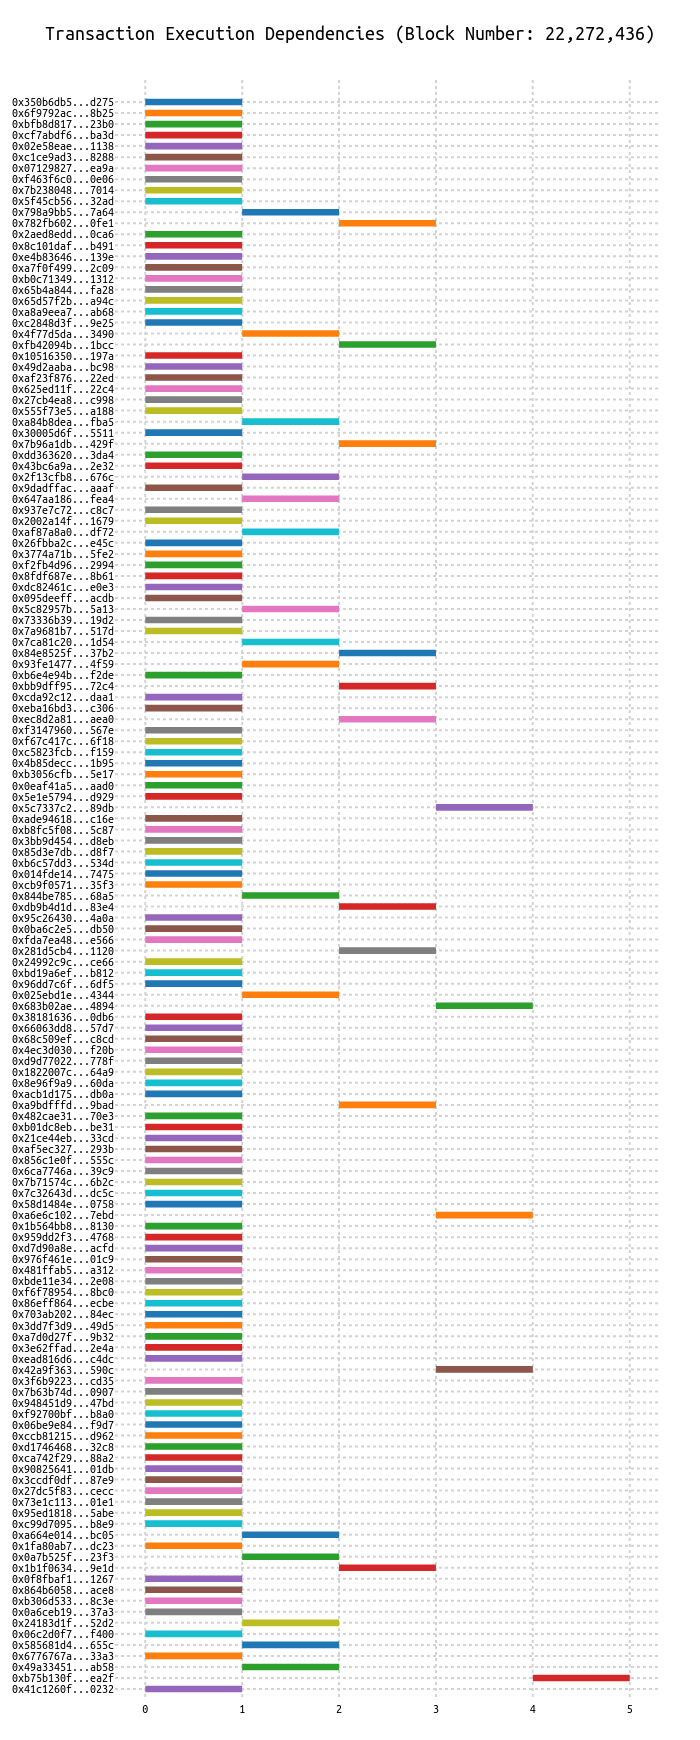 Transaction Execution Dependencies (Block Number: 22,272,436)
0x350b6db5...d275
0x6f9792ac...8b25
0xbfb8d817...23b0
0xcf7abdf6...ba3d
0x02e58eae...1138
0xc1ce9ad3...8288
0x07129827...ea9a
0xf463f6c0...0e06
0x7b238048...7014
0x5f45cb56...32ad
0x798a9bb5...7a64
0x782fb602...0fe1
0x2aed8edd...0ca6
0x8c101daf...b491
0xe4b83646...139e
0xa7f0f499...2c09
0xb0c71349...1312
0x65b4a844...fa28
0x65d57f2b...a94c
0xa8a9eea7...ab68
0xc2848d3f...9e25
0x4f77d5da...3490
0xfb42094b...1bcc
0x10516350...197a
0x49d2aaba...bc98
0xaf23f876...22ed
0x625ed11f...22c4
0x27cb4ea8...c998
0x555f73e5...a188
0xa84b8dea...fba5
0x30005d6f...5511
0x7b96a1db...429f
0xdd363620...3da4
0x43bc6a9a...2e32
0x2f13cfb8...676c
0x9dadffac...aaaf
0x647aa186...fea4
0x937e7c72...c8c7
0x2002a14f...1679
0xaf87a8a0...df72
0x26fbba2c...e45c
0x3774a71b...5fe2
0xf2fb4d96...2994
0x8fdf687e...8b61
0xdc82461c...e0e3
0x095deeff...acdb
0x5c82957b...5a13
0x73336b39...19d2
0x7a9681b7...517d
0x7ca81c20...1d54
0x84e8525f...37b2
0x93fe1477...4f59
0xb6e4e94b...f2de
0xbb9dff95...72c4
0xcda92c12...daa1
0xeba16bd3...c306
0xec8d2a81...aea0
0xf3147960...567e
0xf67c417c...6f18
0xc5823fcb...f159
0x4b85decc...1b95
0xb3056cfb...5e17
0x0eaf41a5...aad0
0x5e1e5794...d929
0x5c7337c2...89db
0xade94618...c16e
0xb8fc5f08...5c87
0x3bb9d454...d8eb
0x85d3e7db...d8f7
0xb6c57dd3...534d
0x014fde14...7475
0xcb9f0571...35f3
0x844be785...68a5
0xdb9b4d1d...83e4
0x95c26430...4a0a
0x0ba6c2e5...db50
0xfda7ea48...e566
0x281d5cb4...1120
0x24992c9c...ce66
0xbd19a6ef...b812
0x96dd7c6f...6df5
0x025ebd1e...4344
0x683b02ae...4894
0x38181636...0db6
0x66063dd8...57d7
0x68c509ef...c8cd
0x4ec3d030...f20b
0xd9d77022...778f
0x1822007c...64a9
0x8e96f9a9...60da
0xacb1d175...db0a
0xa9bdfffd...9bad
0x482cae31...70e3
0xb01dc8eb...be31
0x21ce44eb...33cd
0xaf5ec327...293b
0x856c1e0f...555c
0x6ca7746a...39c9
0x7b71574c...6b2c
0x7c32643d...dc5c
0x58d1484e...0758
0xa6e6c102...7ebd
0x1b564bb8...8130
0x959dd2f3...4768
0xd7d90a8e...acfd
0x976f461e...01c9
0x481ffab5...a312
0xbde11e34...2e08
0xf6f78954...8bc0
0x86eff864...ecbe
0x703ab202...84ec
0x3dd7f3d9...49d5
0xa7d0d27f...9b32
0x3e62ffad...2e4a
0xead816d6...c4dc
0x42a9f363...590c
0x3f6b9223...cd35
0x7b63b74d...0907
0x948451d9...47bd
0xf92700bf...b8a0
0x06be9e84...f9d7
0xccb81215...d962
0xd1746468...32c8
0xca742f29...88a2
0x90825641...01db
0x3ccdf0df...87e9
0x27dc5f83...cecc
0x73e1c113...01e1
0x95ed1818...5abe
0xc99d7095...b8e9
0xa664e014...bc05
0x1fa80ab7...dc23
0x0a7b525f...23f3
0x1b1f0634...9e1d
0x0f8fbaf1...1267
0x864b6058...ace8
0xb306d533...8c3e
0x0a6ceb19...37a3
0x24183d1f...52d2
0x06c2d0f7...f400
0x585681d4...655c
0x6776767a...33a3
0x49a33451...ab58
0xb75b130f...ea2f
0x41c1260f...0232
0 1 2 3 4 5